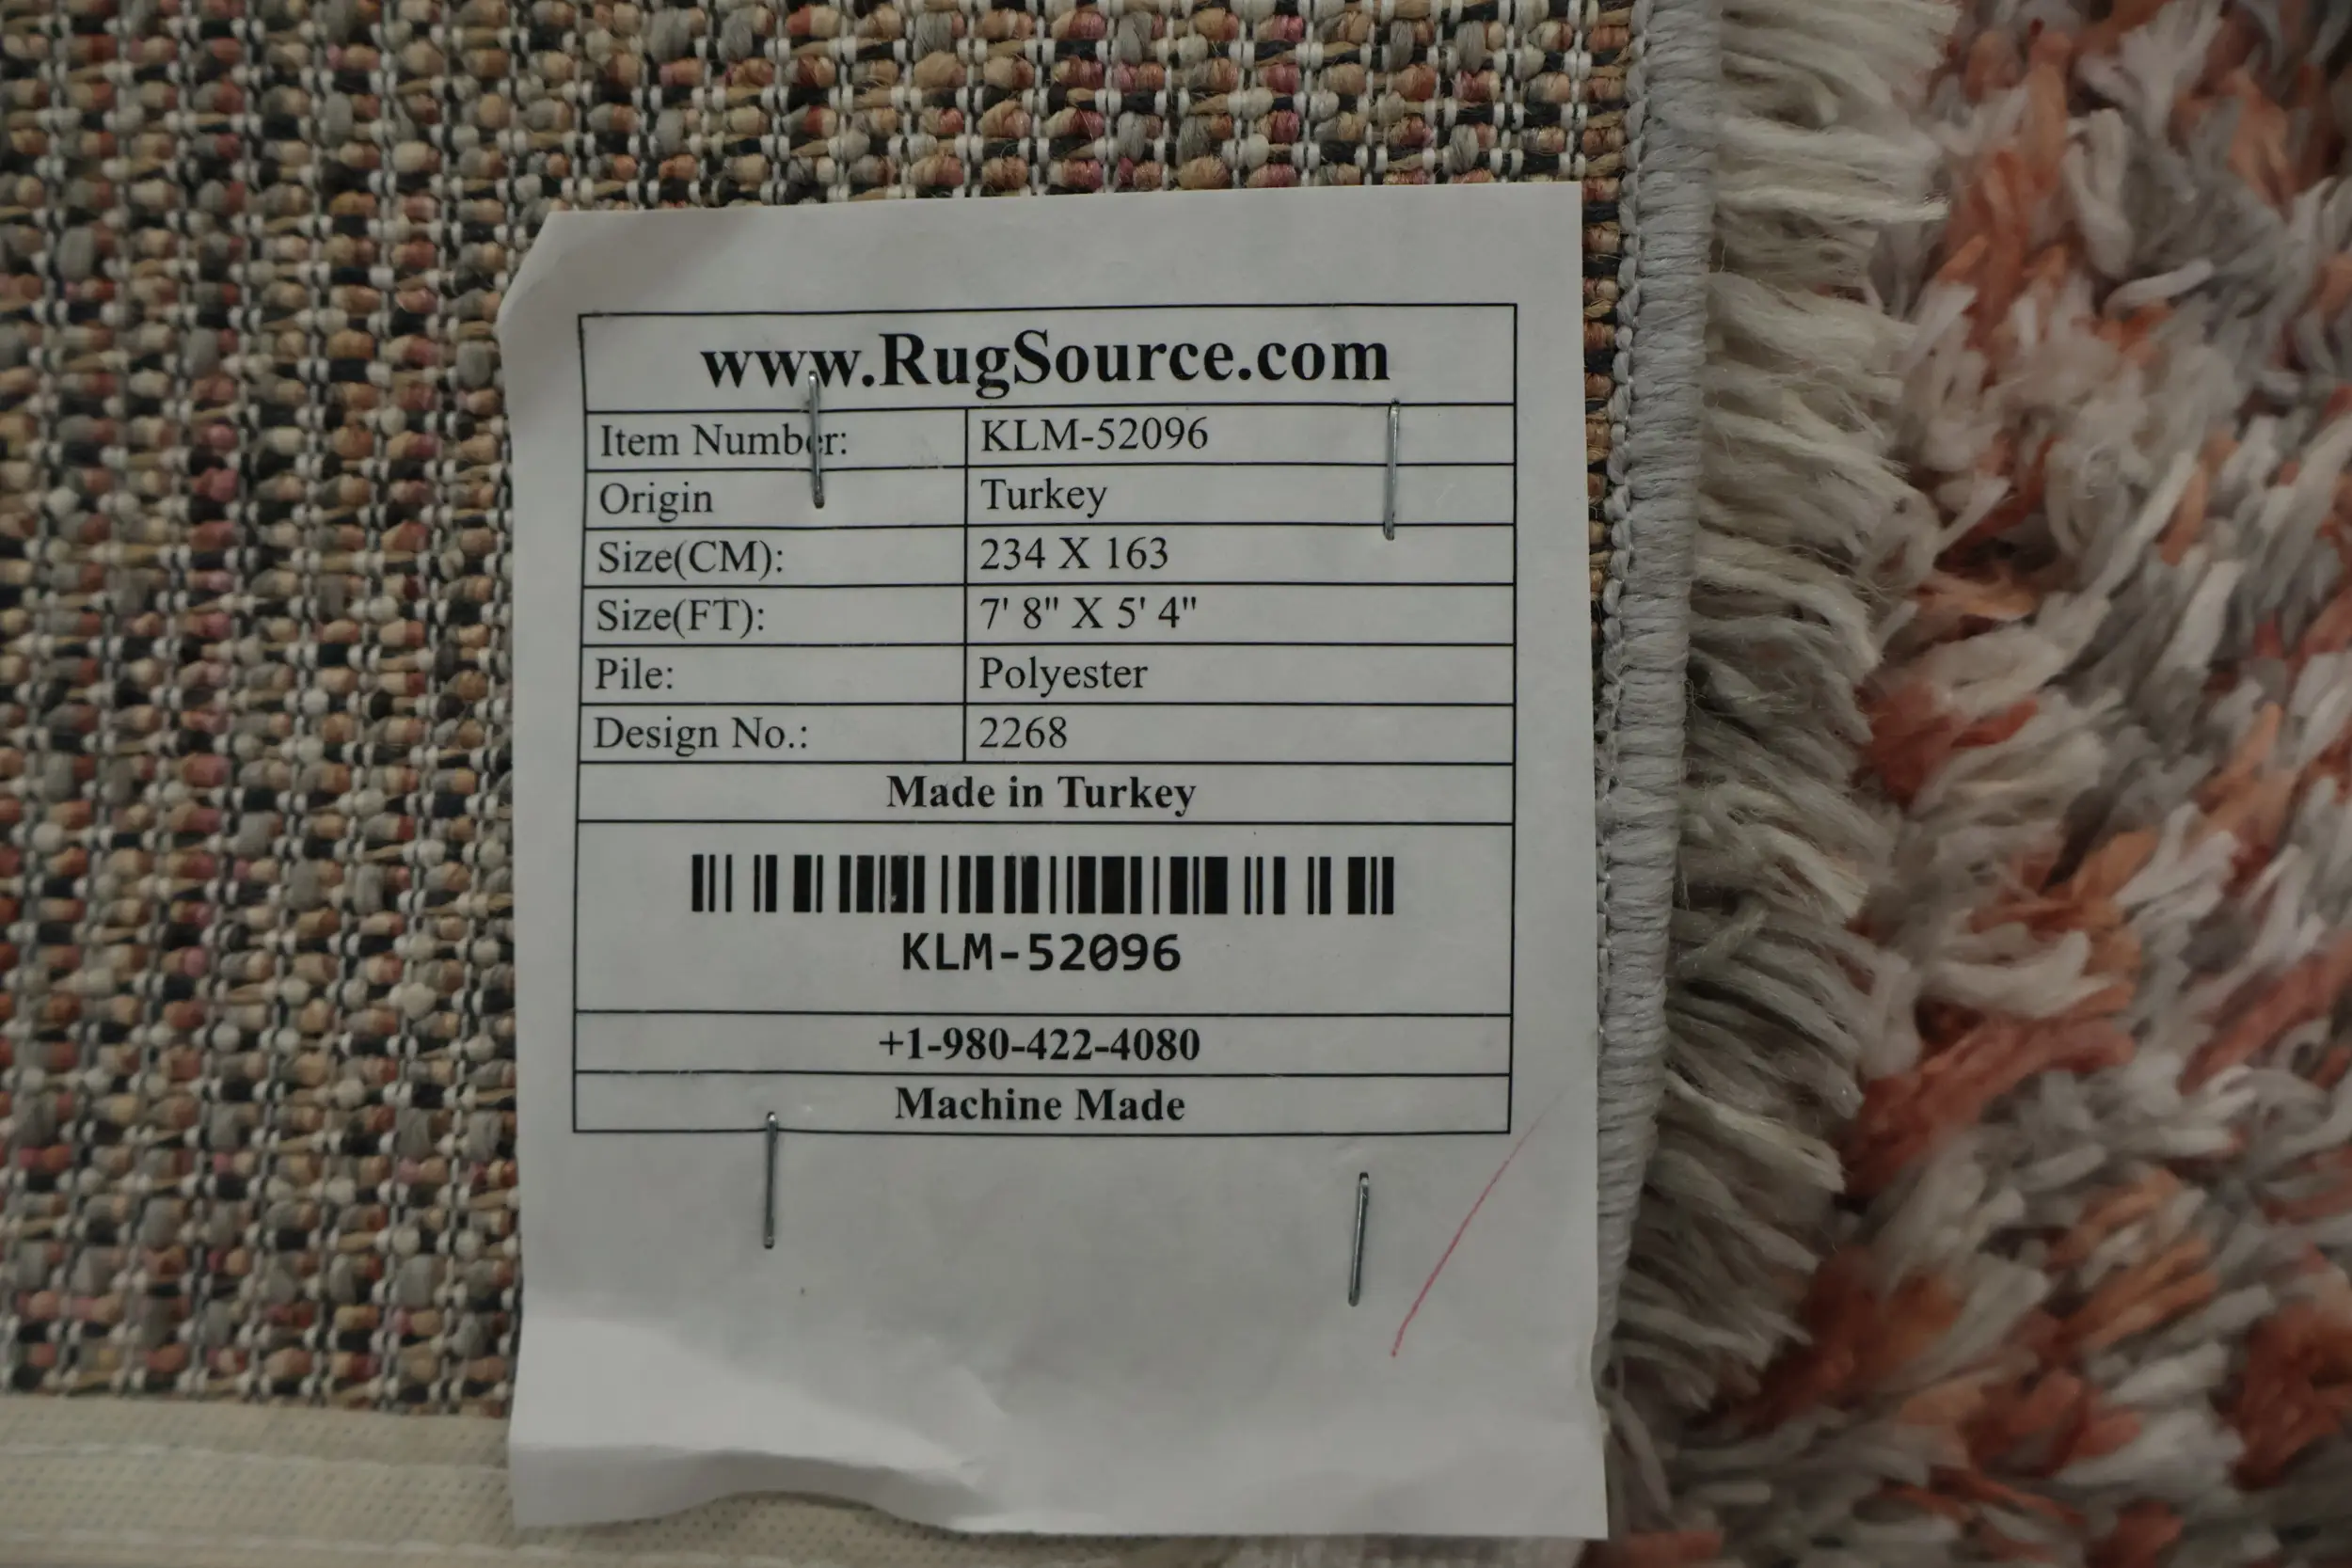 www.RugSource.com
Item Number: KLM-52096
Origin Turkey
Size(CM): 234 X 163
Size(FT): 7' 8" X 5' 4"
Pile: Polyester
Design No.: 2268
Made in Turkey
KLM-52096
+1-980-422-4080
Machine Made